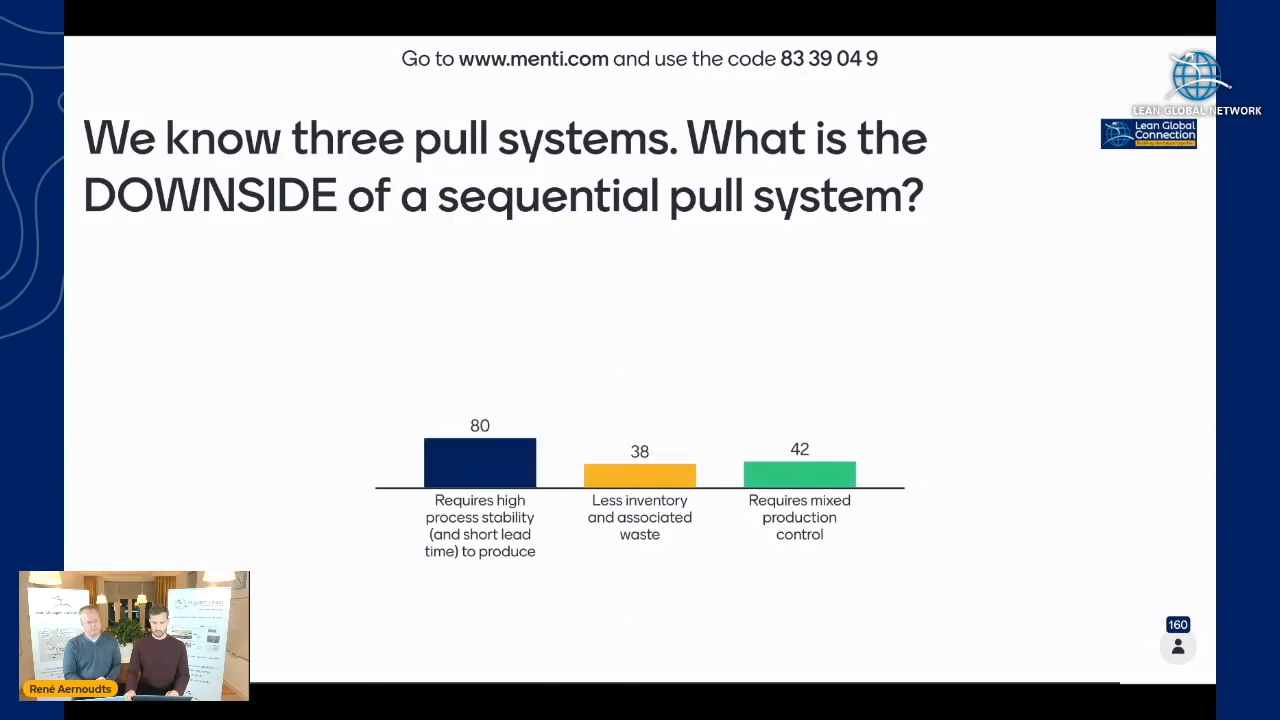 Go to www.menti.com and use the code 83 39 04 9
LEAN GLOBAL NETWORK
Lean Global
Connection
We know three pull systems. What is the
DOWNSIDE of a sequential pull system?
80
38
42
Requires high
process stability
(and short lead
time) to produce
Less inventory
and associated
waste
Requires mixed
production
control
160
René Aernoudts